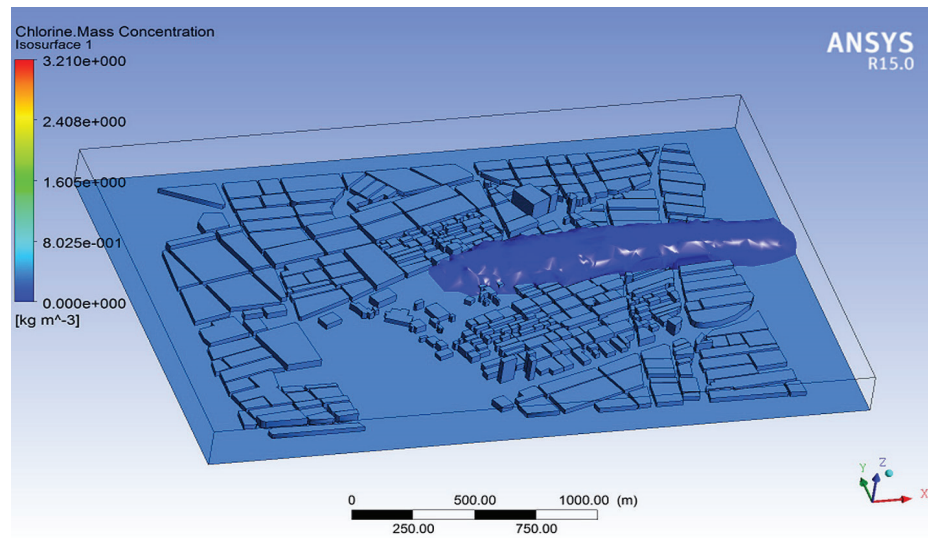 Chlorine.Mass Concentration
Isosurface 1
3.210e+000
2.408e+000
1.605e+000
8.025e-001
0.000e+000
[kg m^-3]
ANSYS
R15.0
0 500.00 1000.00 (m)
250.00 750.00
Y Z X